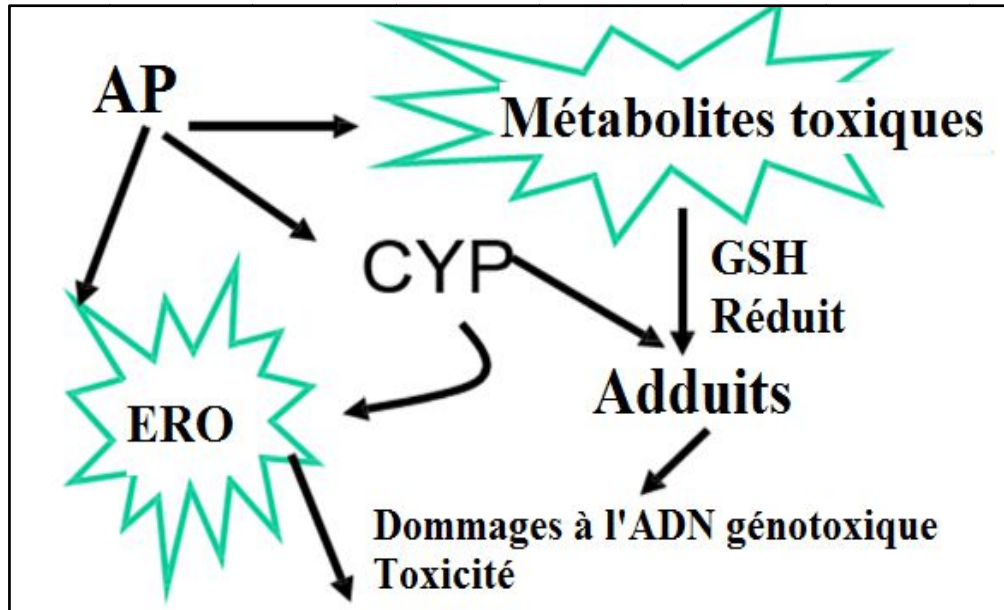 AP
Métabolites toxiques
CYP
GSH
Réduit
ERO
Adduits
Dommages à l'ADN génotoxique
Toxicité